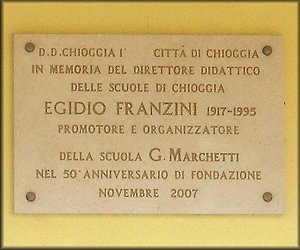 D.D. CHIOGGIA 1° CITTÀ DI CHIOGGIA
IN MEMORIA DEL DIRETTORE DIDATTICO
DELLE SCUOLE DI CHIOGGIA
EGIDIO FRANZINI 1917-1995
PROMOTORE E ORGANIZZATORE
DELLA SCUOLA G. MARCHETTI
NEL 50° ANNIVERSARIO DI FONDAZIONE
NOVEMBRE 2007